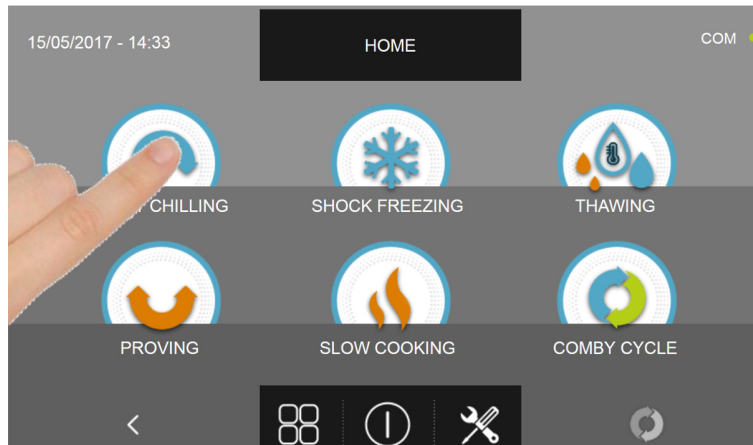 15/05/2017 - 14:33
HOME
COM
CHILLING
SHOCK FREEZING
THAWING
PROVING
SLOW COOKING
COMBY CYCLE